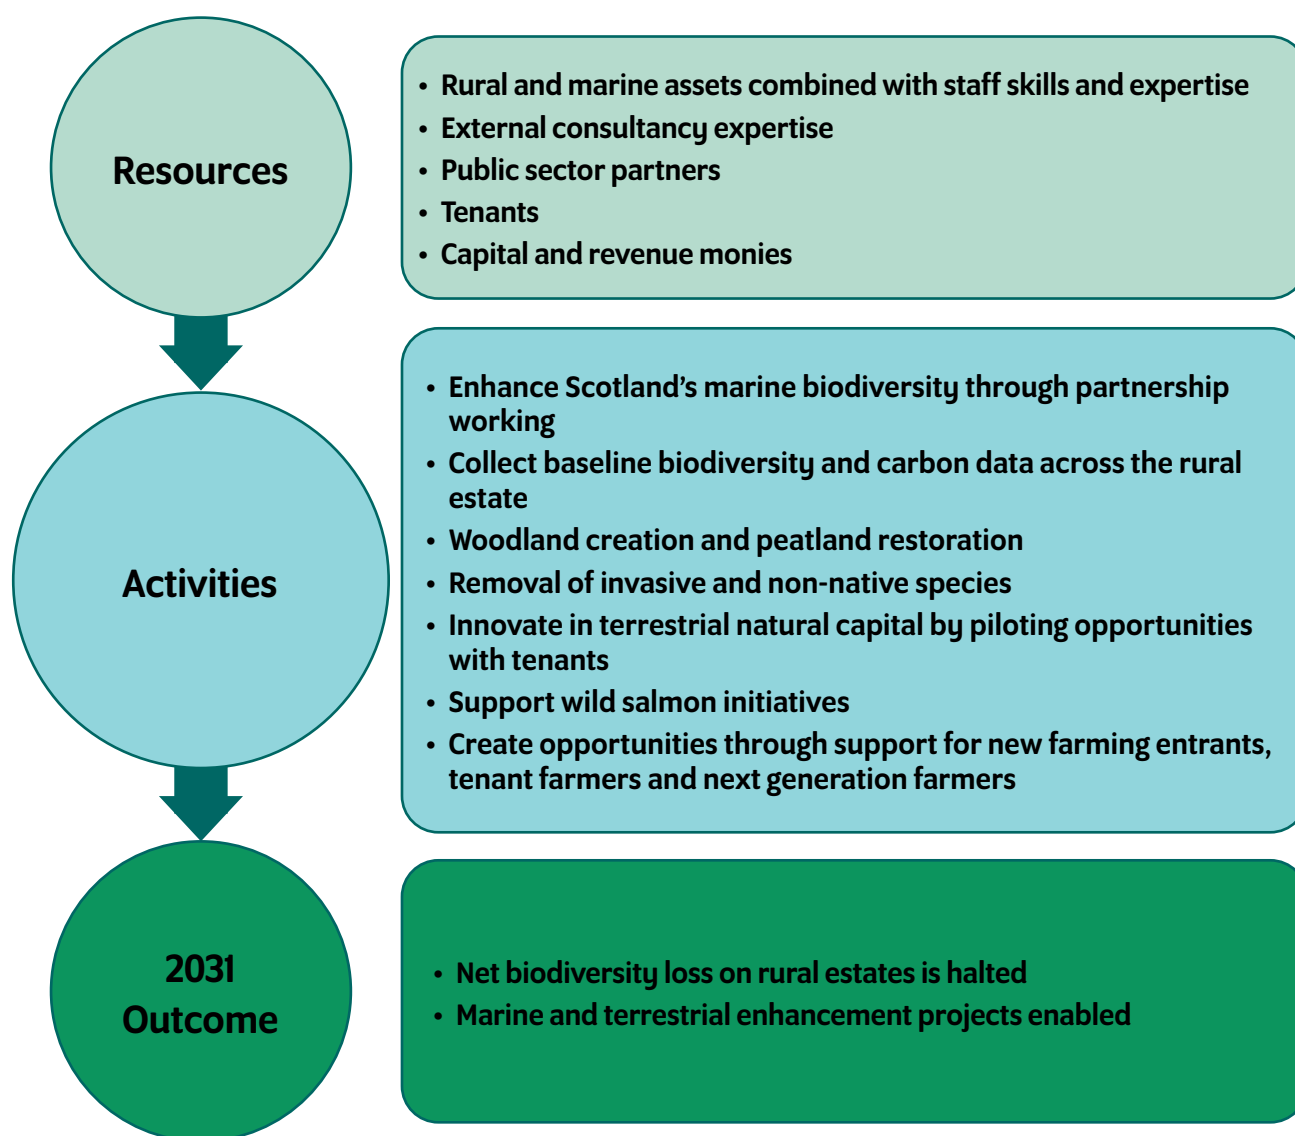 Resources
• Rural and marine assets combined with staff skills and expertise
• External consultancy expertise
• Public sector partners
• Tenants
• Capital and revenue monies
Activities
• Enhance Scotland’s marine biodiversity through partnership
working
• Collect baseline biodiversity and carbon data across the rural
estate
• Woodland creation and peatland restoration
• Removal of invasive and non-native species
• Innovate in terrestrial natural capital by piloting opportunities
with tenants
• Support wild salmon initiatives
• Create opportunities through support for new farming entrants,
tenant farmers and next generation farmers
2031
Outcome
• Net biodiversity loss on rural estates is halted
• Marine and terrestrial enhancement projects enabled